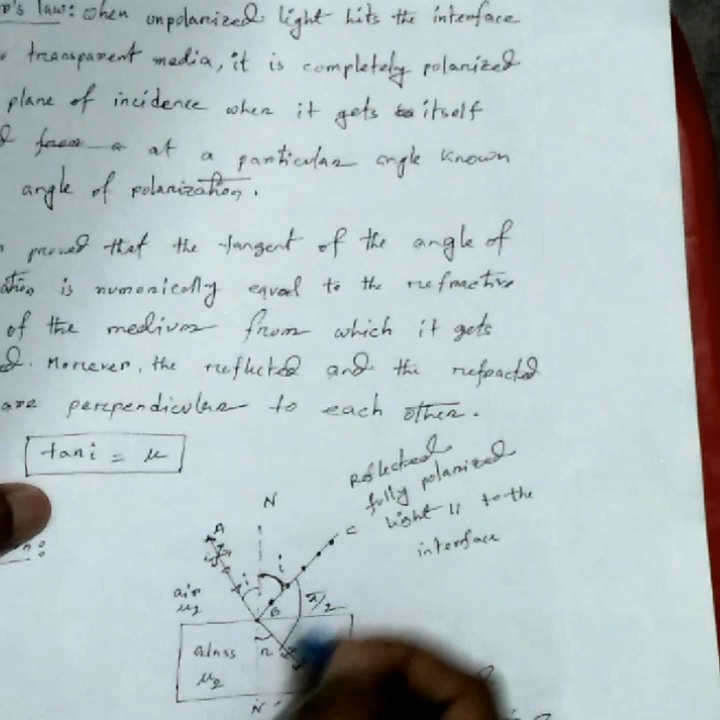 's law: when unpolarized light hits the interface
transparent media, it is completely polarized
plane of incidence when it gets itself
at a particular angle known
angle of polarization.
proved that the tangent of the angle of
is numerically equal to the refractive
of the medium from which it gets
Moreover, the reflected and the refracted
are perpendicular to each other.
tan i = μ
Reflected
fully polarized
light || to the
interface
N
A
C
i
i
air
μ1
B
π/2
Glass
r
μ2
N'